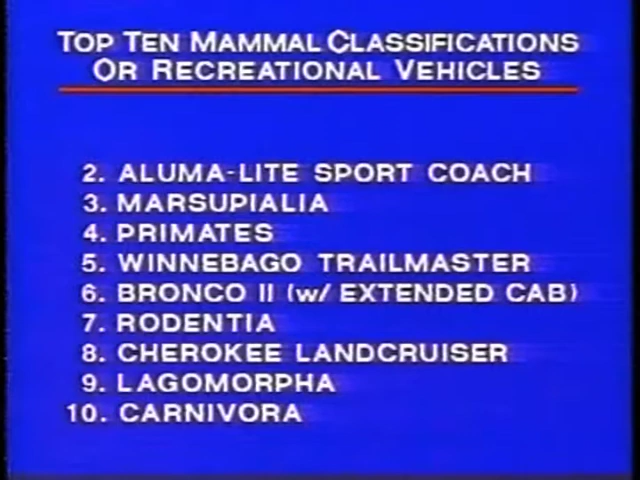 TOP TEN MAMMAL CLASSIFICATIONS
OR RECREATIONAL VEHICLES
2. ALUMA-LITE SPORT COACH
3. MARSUPIALIA
4. PRIMATES
5. WINNEBAGO TRAILMASTER
6. BRONCO II (w/ EXTENDED CAB)
7. RODENTIA
8. CHEROKEE LANDCRUISER
9. LAGOMORPHA
10. CARNIVORA